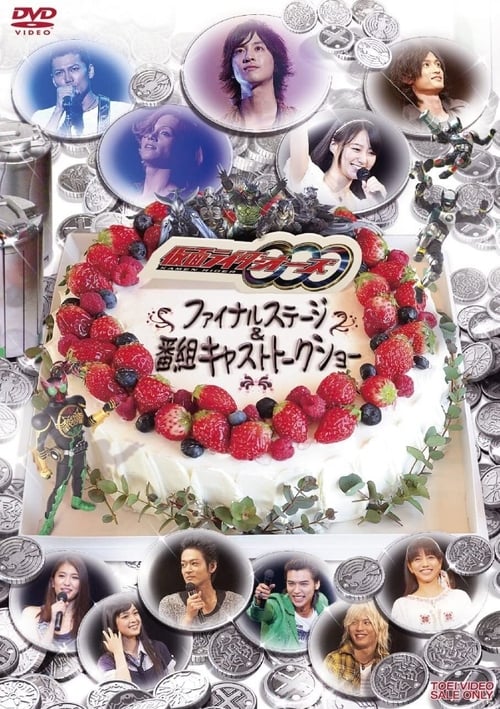 DVD
VIDEO
仮面ライダーオーズ
KAMEN RIDER
ファイナルステージ
&
番組キャストトークショー
TOEI VIDEO
SALE ONLY